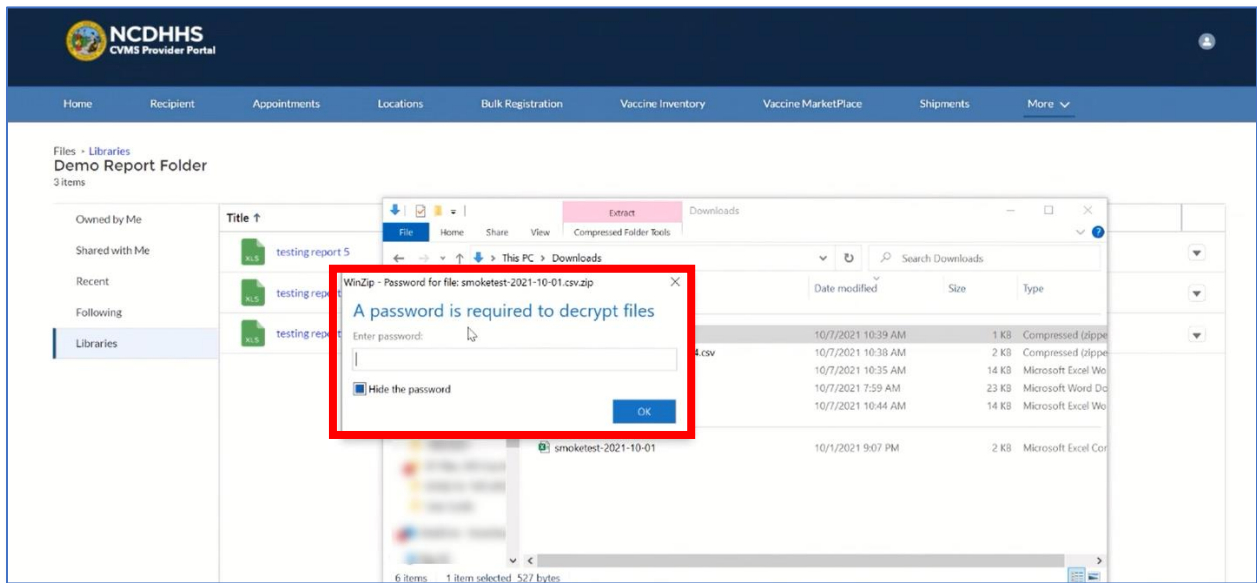 NCDHHS
CVMS Provider Portal
Home Recipient Appointments Locations Bulk Registration Vaccine Inventory Vaccine MarketPlace Shipments More
Files • Libraries
Demo Report Folder
3 items
Owned by Me
Shared with Me
Recent
Following
Libraries
Title ↑
XLS testing report 5
XLS testing rep
XLS testing report
Extract Downloads
File Home Share View Compressed Folder Tools
This PC > Downloads
Search Downloads
Date modified Size Type
10/7/2021 10:39 AM 1 KB Compressed (zippe
4.csv 10/7/2021 10:38 AM 2 KB Compressed (zippe
10/7/2021 10:35 AM 14 KB Microsoft Excel Wo
10/7/2021 7:59 AM 23 KB Microsoft Word Do
10/7/2021 10:44 AM 14 KB Microsoft Excel Wo
smoketest-2021-10-01 10/1/2021 9:07 PM 2 KB Microsoft Excel Cor
6 items 1 item selected 527 bytes
WinZip - Password for file: smoketest-2021-10-01.csv.zip
A password is required to decrypt files
Enter password:
Hide the password
OK